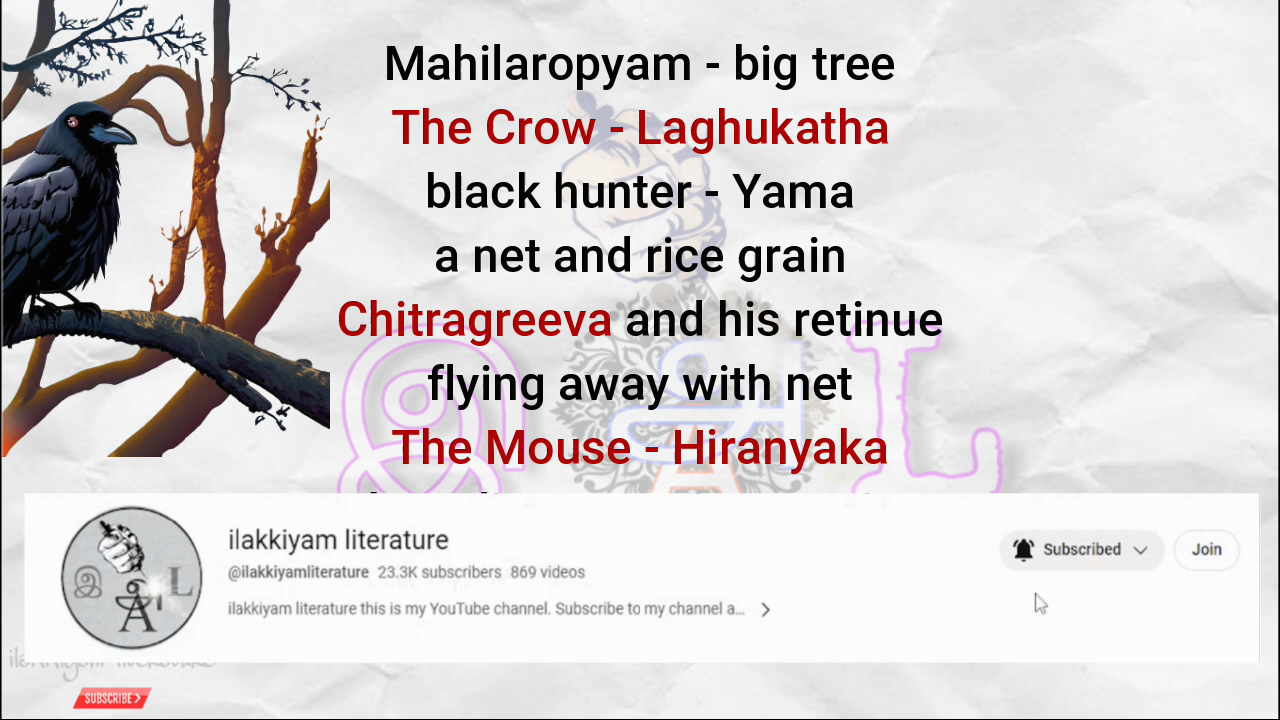 Mahilaropyam - big tree
The Crow - Laghukatha
black hunter - Yama
a net and rice grain
Chitragreeva and his retinue
flying away with net
The Mouse - Hiranyaka
இ A L
ilakkiyam literature
@ilakkiyamliterature 23.3K subscribers 869 videos
ilakkiyam literature this is my YouTube channel. Subscribe to my channel a...
Subscribed
Join
SUBSCRIBE